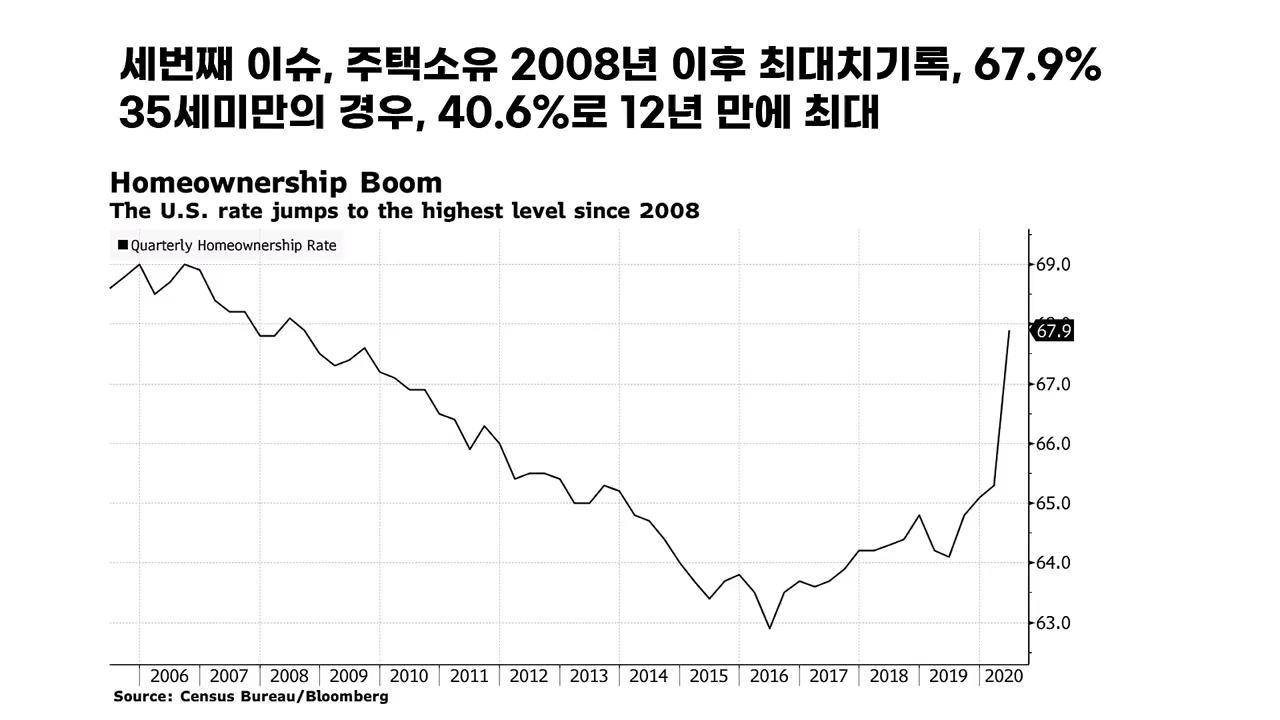 세번째 이슈, 주택소유 2008년 이후 최대치기록, 67.9%
35세미만의 경우, 40.6%로 12년 만에 최대
Homeownership Boom
The U.S. rate jumps to the highest level since 2008
Quarterly Homeownership Rate
69.0
67.9
67.0
66.0
65.0
64.0
63.0
2006 2007 2008 2009 2010 2011 2012 2013 2014 2015 2016 2017 2018 2019 2020
Source: Census Bureau/Bloomberg